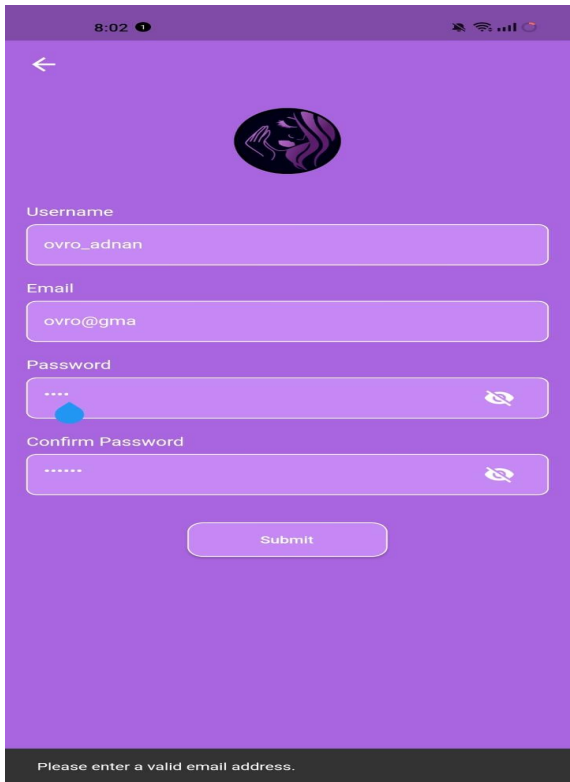 8:02
Username
ovro_adnan
Email
ovro@gma
Password
••••
Confirm Password
••••••
Submit
Please enter a valid email address.